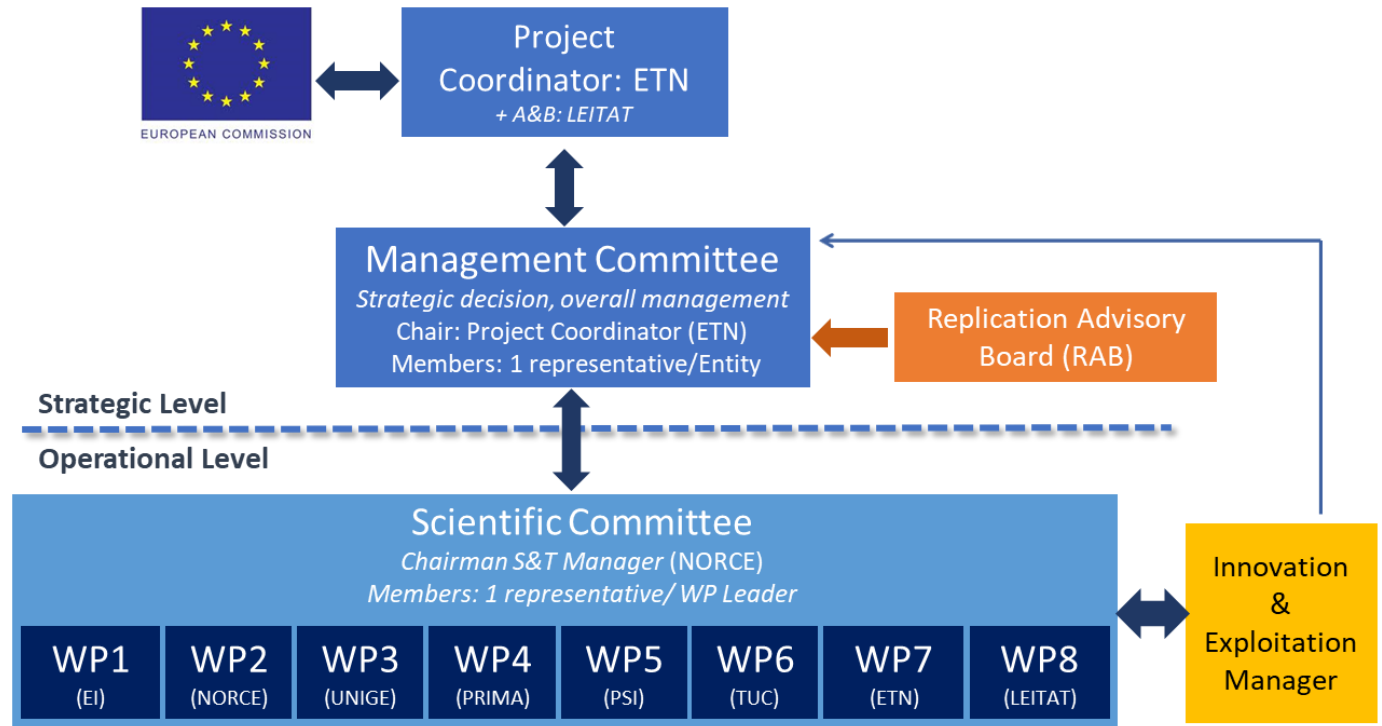 EUROPEAN COMMISSION
Project
Coordinator: ETN
+ A&B: LEITAT
Management Committee
Strategic decision, overall management
Chair: Project Coordinator (ETN)
Members: 1 representative/Entity
Replication Advisory
Board (RAB)
Strategic Level
Operational Level
Scientific Committee
Chairman S&T Manager (NORCE)
Members: 1 representative/ WP Leader
WP1
(EI)
WP2
(NORCE)
WP3
(UNIGE)
WP4
(PRIMA)
WP5
(PSI)
WP6
(TUC)
WP7
(ETN)
WP8
(LEITAT)
Innovation
&
Exploitation
Manager